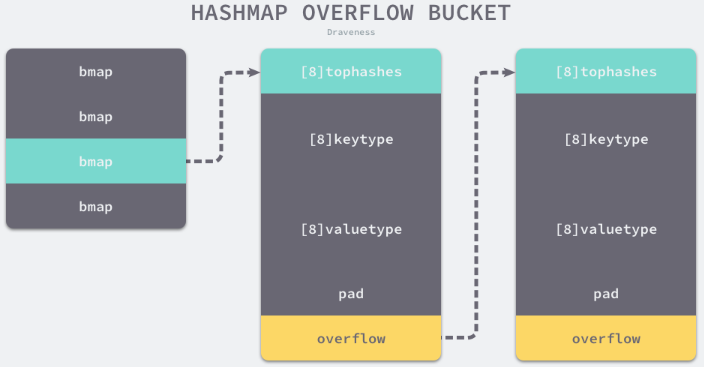 HASHMAP OVERFLOW BUCKET
Draveness
bmap
bmap
bmap
bmap
[8]tophashes
[8]keytype
[8]valuetype
pad
overflow
[8]tophashes
[8]keytype
[8]valuetype
pad
overflow